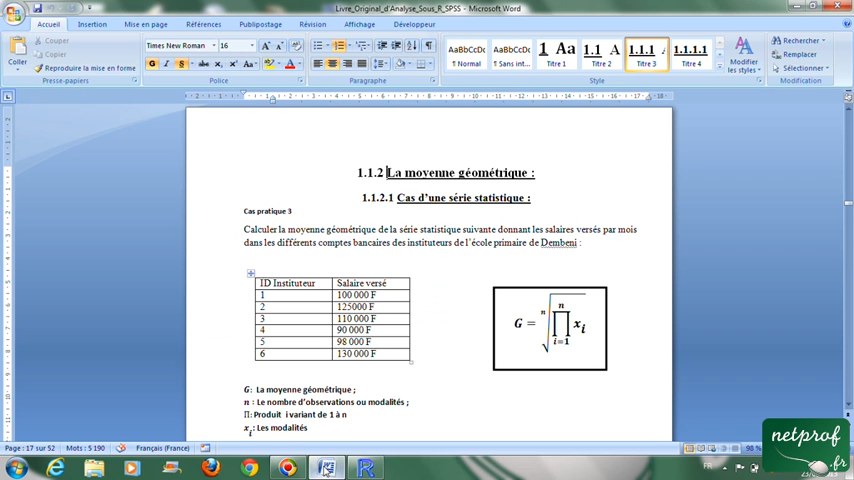 Livre_Original_d'Analyse_Sous_R_SPSS - Microsoft Word
Accueil Insertion Mise en page Références Publipostage Révision Affichage Développeur
Couper
Copier
Reproduire la mise en forme
Coller
Presse-papiers
Times New Roman 16
G I S
Police
Paragraphe
AaBbCcDc AaBbCcDc 1 Aa 1.1 A 1.1.1 1.1.1.1
¶ Normal ¶ Sans int... Titre 1 Titre 2 Titre 3 Titre 4
Modifier les styles
Style
Rechercher
Remplacer
Sélectionner
Modification
1.1.2 La moyenne géométrique :
1.1.2.1 Cas d'une série statistique :
Cas pratique 3
Calculer la moyenne géométrique de la série statistique suivante donnant les salaires versés par mois
dans les différents comptes bancaires des instituteurs de l'école primaire de Dembeni :
ID Instituteur Salaire versé
1 100 000 F
2 125000 F
3 110 000 F
4 90 000 F
5 98 000 F
6 130 000 F
G = ⁿ√∏ xᵢ
n
i=1
G : La moyenne géométrique ;
n : Le nombre d'observations ou modalités ;
Π: Produit i variant de 1 à n
xᵢ: Les modalités
Page : 17 sur 52 Mots : 5 190 Français (France) 98 %
FR
netprof
.fr